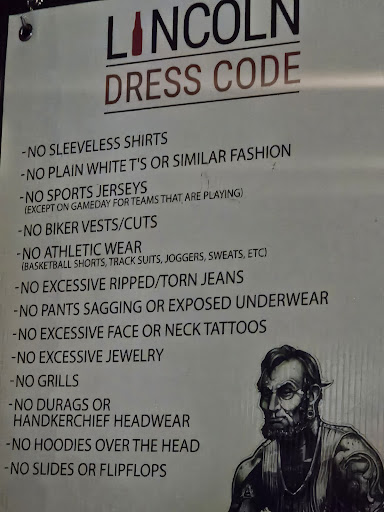 LINCOLN
DRESS CODE
-NO SLEEVELESS SHIRTS
-NO PLAIN WHITE T'S OR SIMILAR FASHION
-NO SPORTS JERSEYS
(EXCEPT ON GAMEDAY FOR TEAMS THAT ARE PLAYING)
-NO BIKER VESTS/CUTS
-NO ATHLETIC WEAR
(BASKETBALL SHORTS, TRACK SUITS, JOGGERS, SWEATS, ETC)
-NO EXCESSIVE RIPPED/TORN JEANS
-NO PANTS SAGGING OR EXPOSED UNDERWEAR
-NO EXCESSIVE FACE OR NECK TATTOOS
-NO EXCESSIVE JEWELRY
-NO GRILLS
-NO DURAGS OR
HANDKERCHIEF HEADWEAR
-NO HOODIES OVER THE HEAD
-NO SLIDES OR FLIPFLOPS